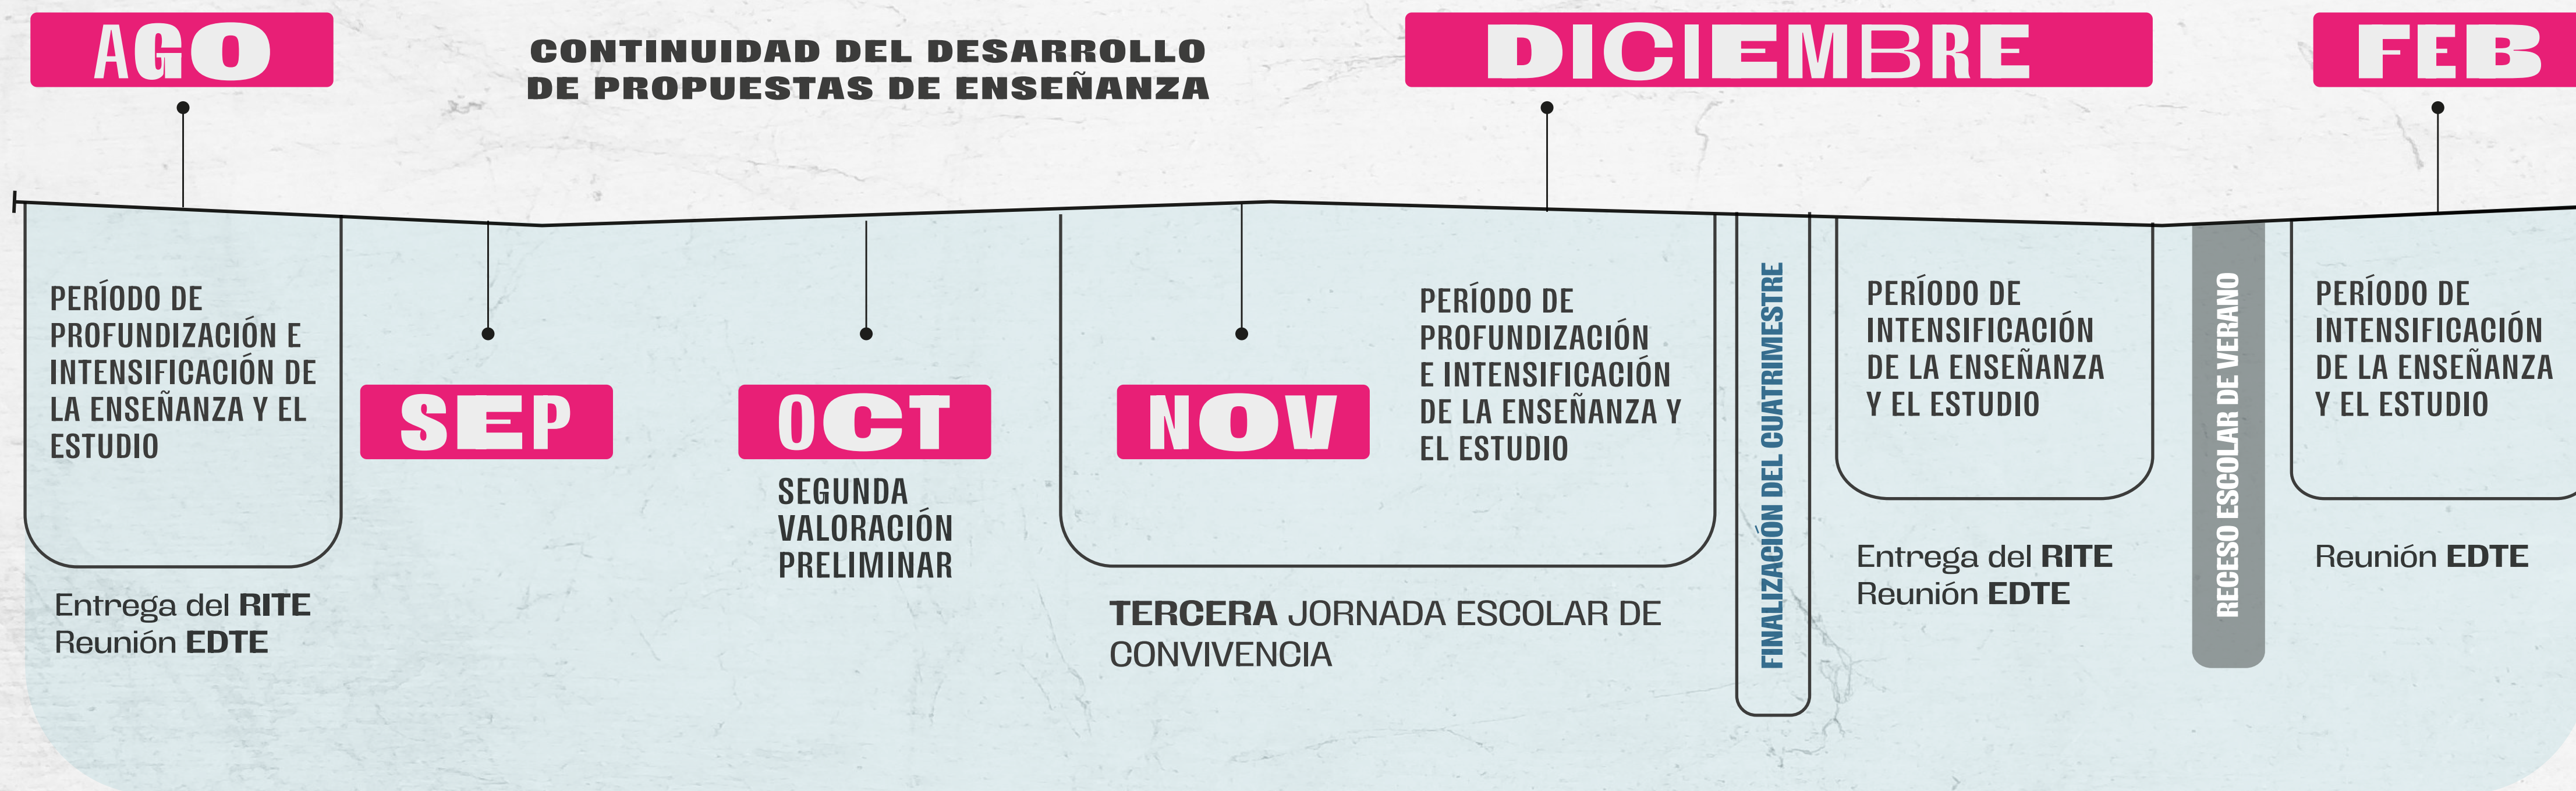 AGO
CONTINUIDAD DEL DESARROLLO
DE PROPUESTAS DE ENSEÑANZA
DICIEMBRE
FEB
PERÍODO DE
PROFUNDIZACIÓN E
INTENSIFICACIÓN DE
LA ENSEÑANZA Y EL
ESTUDIO
Entrega del RITE
Reunión EDTE
SEP
OCT
SEGUNDA
VALORACIÓN
PRELIMINAR
NOV
PERÍODO DE
PROFUNDIZACIÓN
E INTENSIFICACIÓN
DE LA ENSEÑANZA Y
EL ESTUDIO
TERCERA JORNADA ESCOLAR DE
CONVIVENCIA
FINALIZACIÓN DEL CUATRIMESTRE
PERÍODO DE
INTENSIFICACIÓN
DE LA ENSEÑANZA
Y EL ESTUDIO
Entrega del RITE
Reunión EDTE
RECESO ESCOLAR DE VERANO
PERÍODO DE
INTENSIFICACIÓN
DE LA ENSEÑANZA
Y EL ESTUDIO
Reunión EDTE